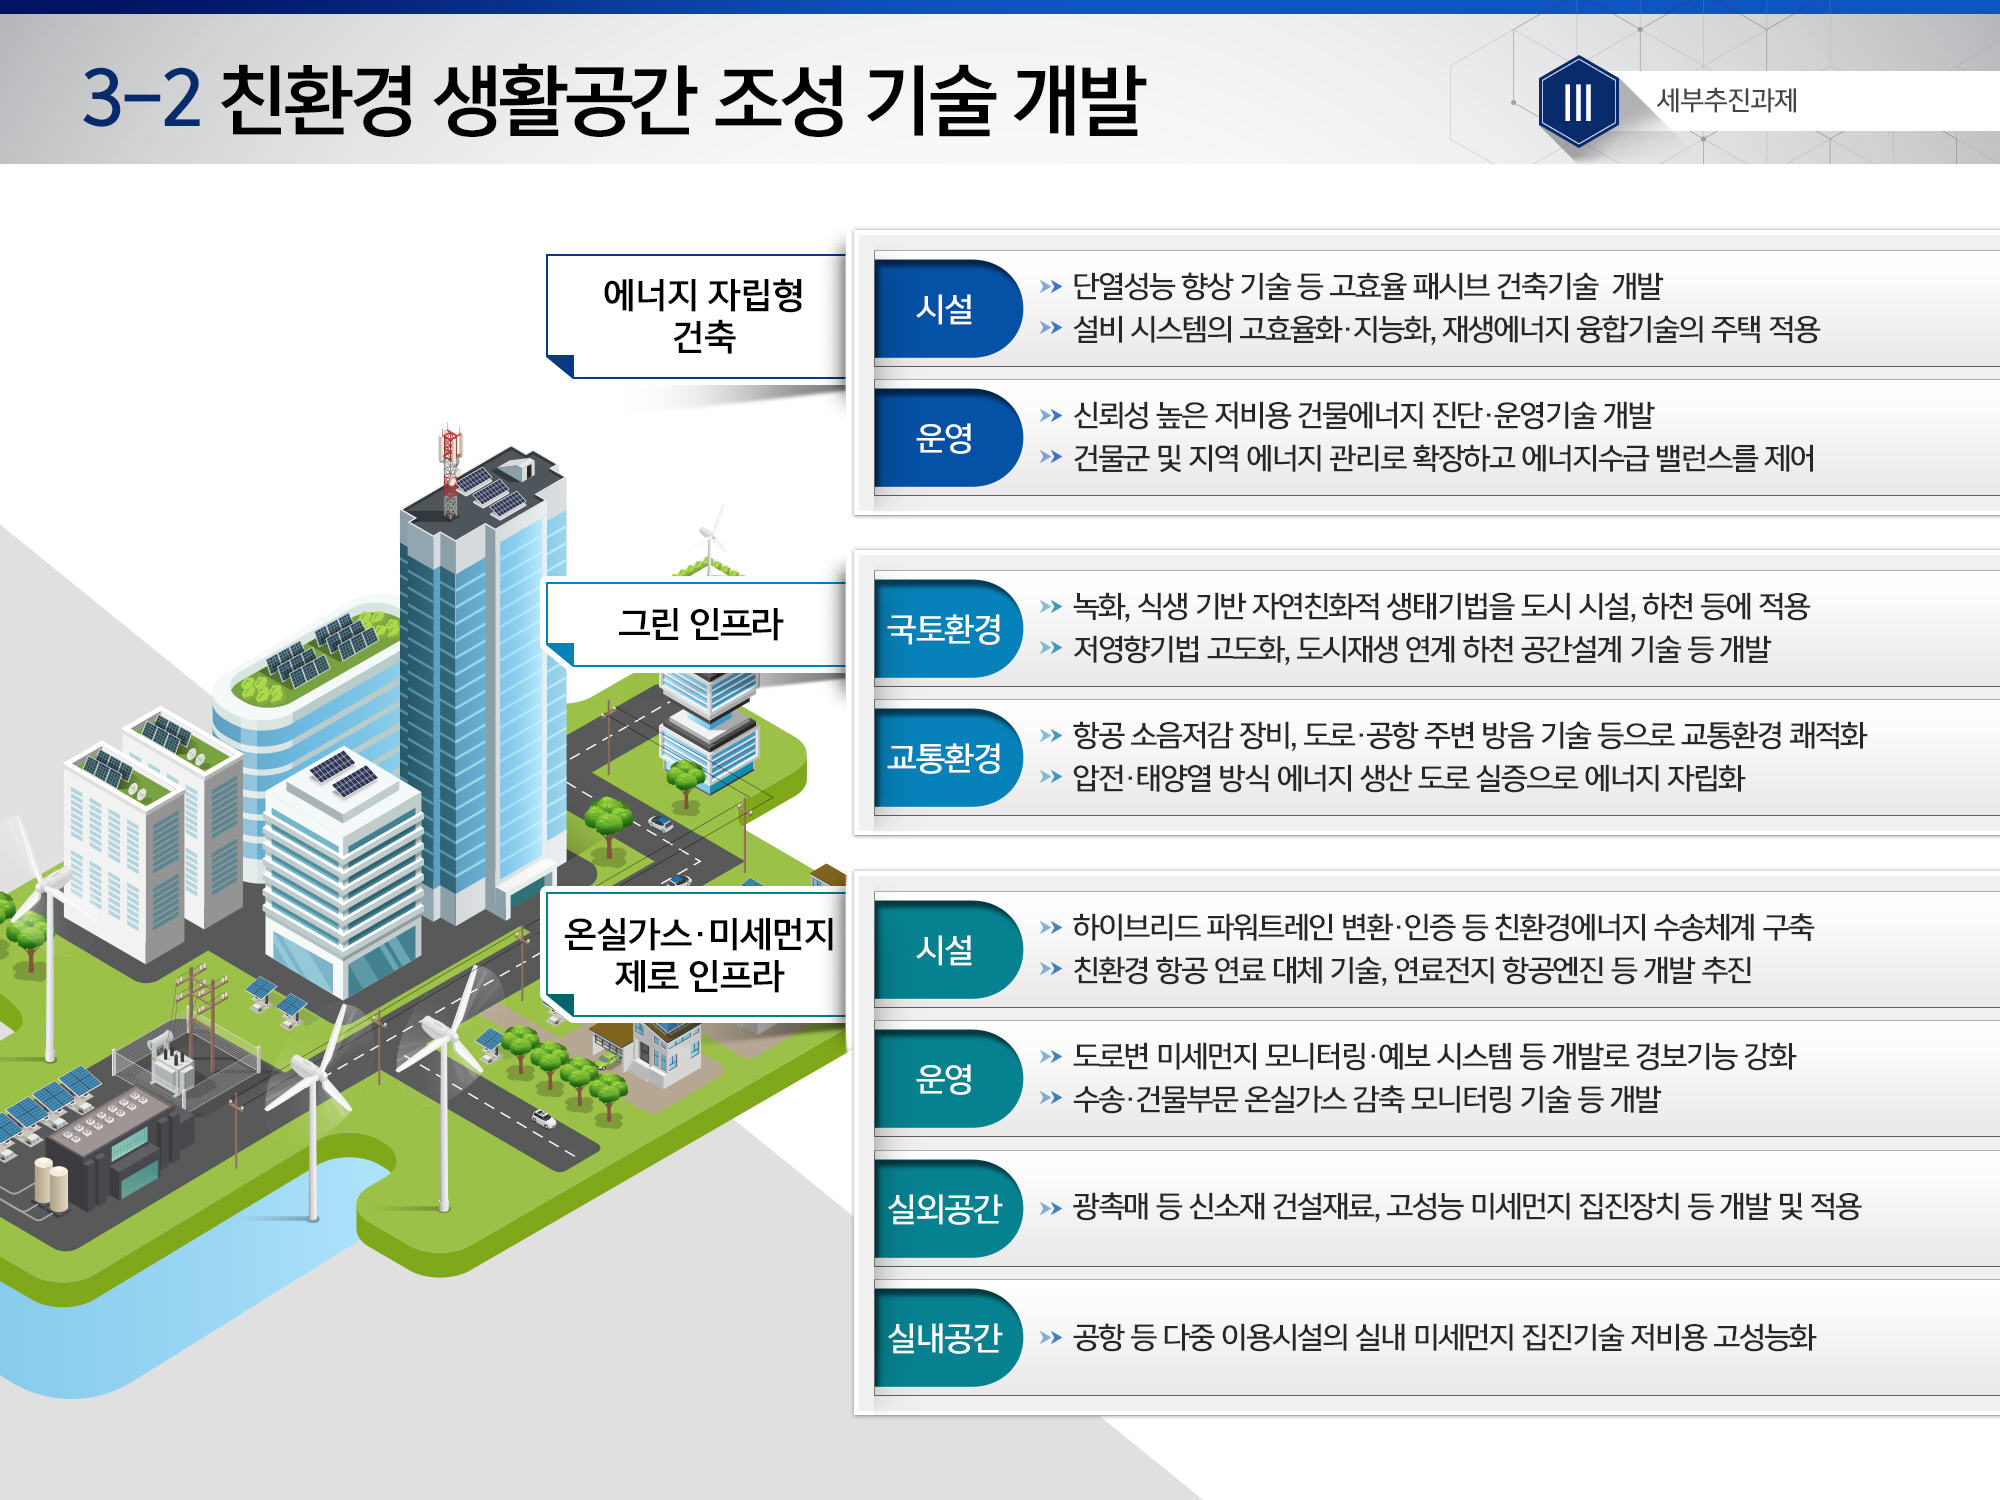 3-2 친환경 생활공간 조성 기술 개발
Ⅲ
세부추진과제
에너지 자립형
건축
시설
단열성능 향상 기술 등 고효율 패시브 건축기술 개발
설비 시스템의 고효율화·지능화, 재생에너지 융합기술의 주택 적용
운영
신뢰성 높은 저비용 건물에너지 진단·운영기술 개발
건물군 및 지역 에너지 관리로 확장하고 에너지수급 밸런스를 제어
그린 인프라
국토환경
녹화, 식생 기반 자연친화적 생태기법을 도시 시설, 하천 등에 적용
저영향기법 고도화, 도시재생 연계 하천 공간설계 기술 등 개발
교통환경
항공 소음저감 장비, 도로·공항 주변 방음 기술 등으로 교통환경 쾌적화
압전·태양열 방식 에너지 생산 도로 실증으로 에너지 자립화
온실가스·미세먼지
제로 인프라
시설
하이브리드 파워트레인 변환·인증 등 친환경에너지 수송체계 구축
친환경 항공 연료 대체 기술, 연료전지 항공엔진 등 개발 추진
운영
도로변 미세먼지 모니터링·예보 시스템 등 개발로 경보기능 강화
수송·건물부문 온실가스 감축 모니터링 기술 등 개발
실외공간
광촉매 등 신소재 건설재료, 고성능 미세먼지 집진장치 등 개발 및 적용
실내공간
공항 등 다중 이용시설의 실내 미세먼지 집진기술 저비용 고성능화